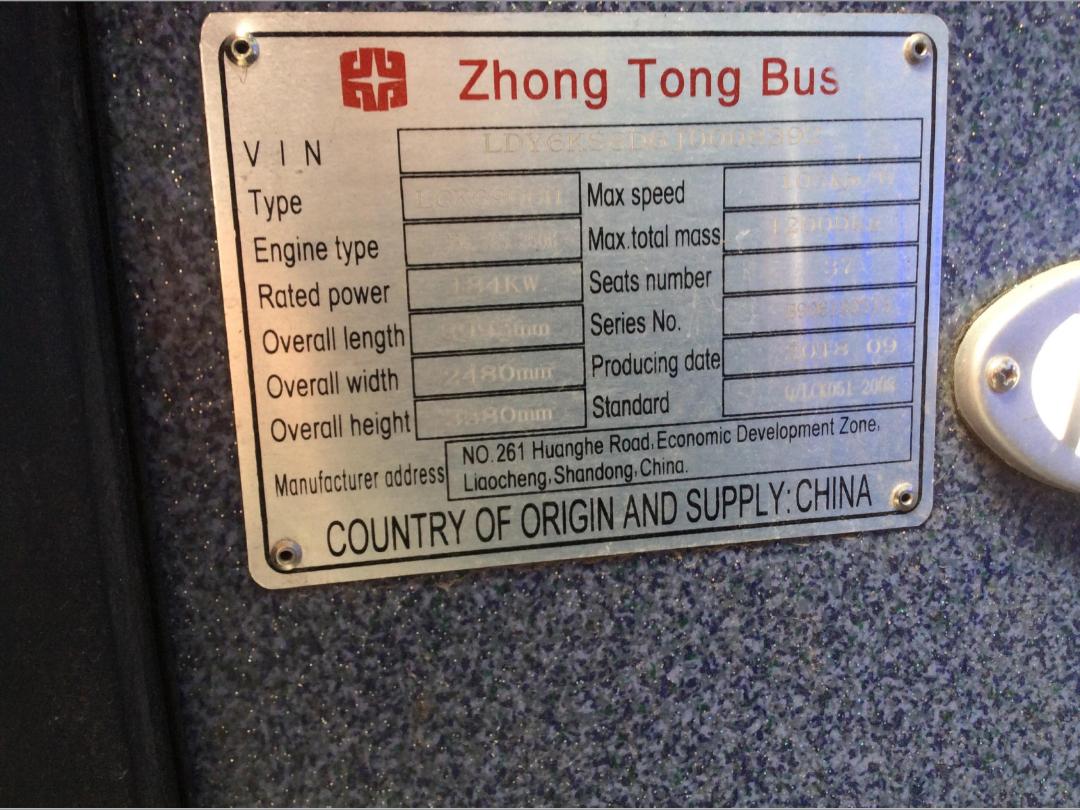 Zhong Tong Bus
VIN
Type
Max speed
Engine type
Max.total mass
Rated power 184KW
Seats number 37
Overall length
Series No.
Overall width 2480mm
Producing date 2018 09
Overall height 3380mm
Standard
Manufacturer address NO.261 Huanghe Road,Economic Development Zone,
Liaocheng,Shandong,China.
COUNTRY OF ORIGIN AND SUPPLY:CHINA